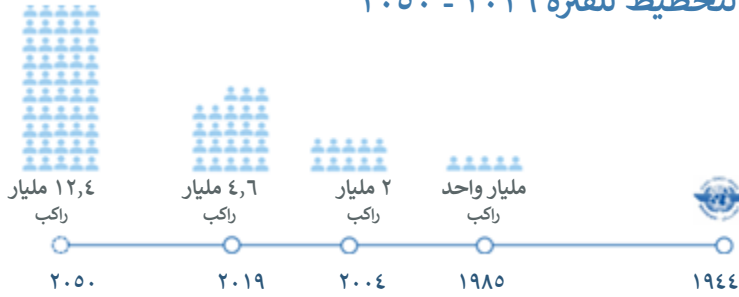 للتخطيط للفترة ٢٠٢٦ - ٢٠٥٠
مليار واحد
راكب
٢ مليار
راكب
٤,٦ مليار
راكب
١٢,٤ مليار
راكب
١٩٤٤
١٩٨٥
٢٠٠٤
٢٠١٩
٢٠٥٠